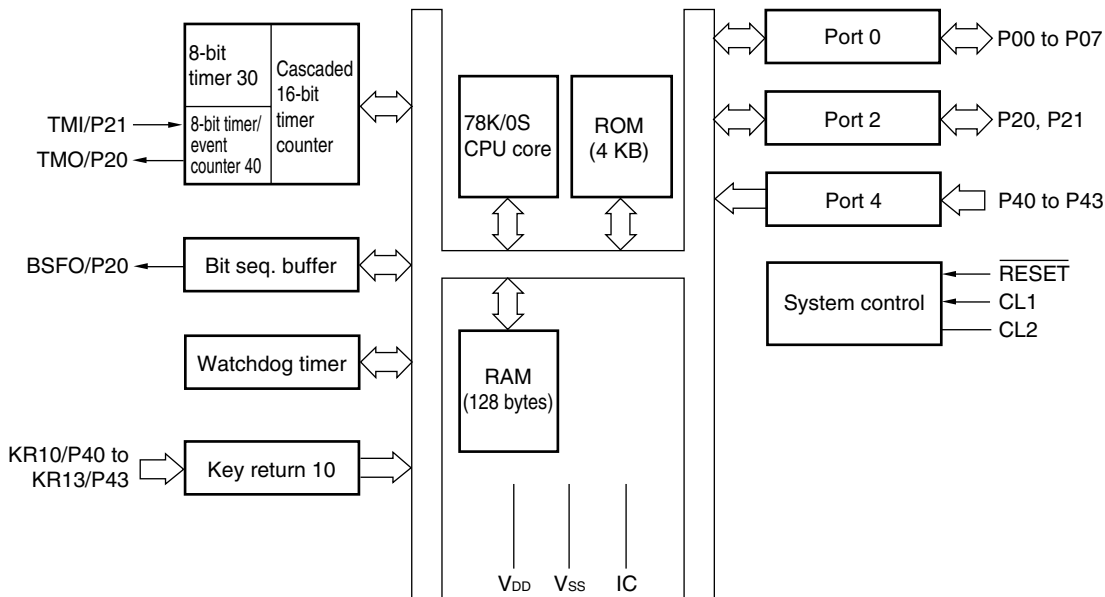 8-bit
timer 30
Cascaded
16-bit
timer
counter
TMI/P21
TMO/P20
8-bit timer/
event
counter 40
BSFO/P20
Bit seq. buffer
Watchdog timer
KR10/P40 to
KR13/P43
Key return 10
78K/0S
CPU core
ROM
(4 KB)
RAM
(128 bytes)
VDD
VSS
IC
Port 0
P00 to P07
Port 2
P20, P21
Port 4
P40 to P43
System control
RESET
CL1
CL2